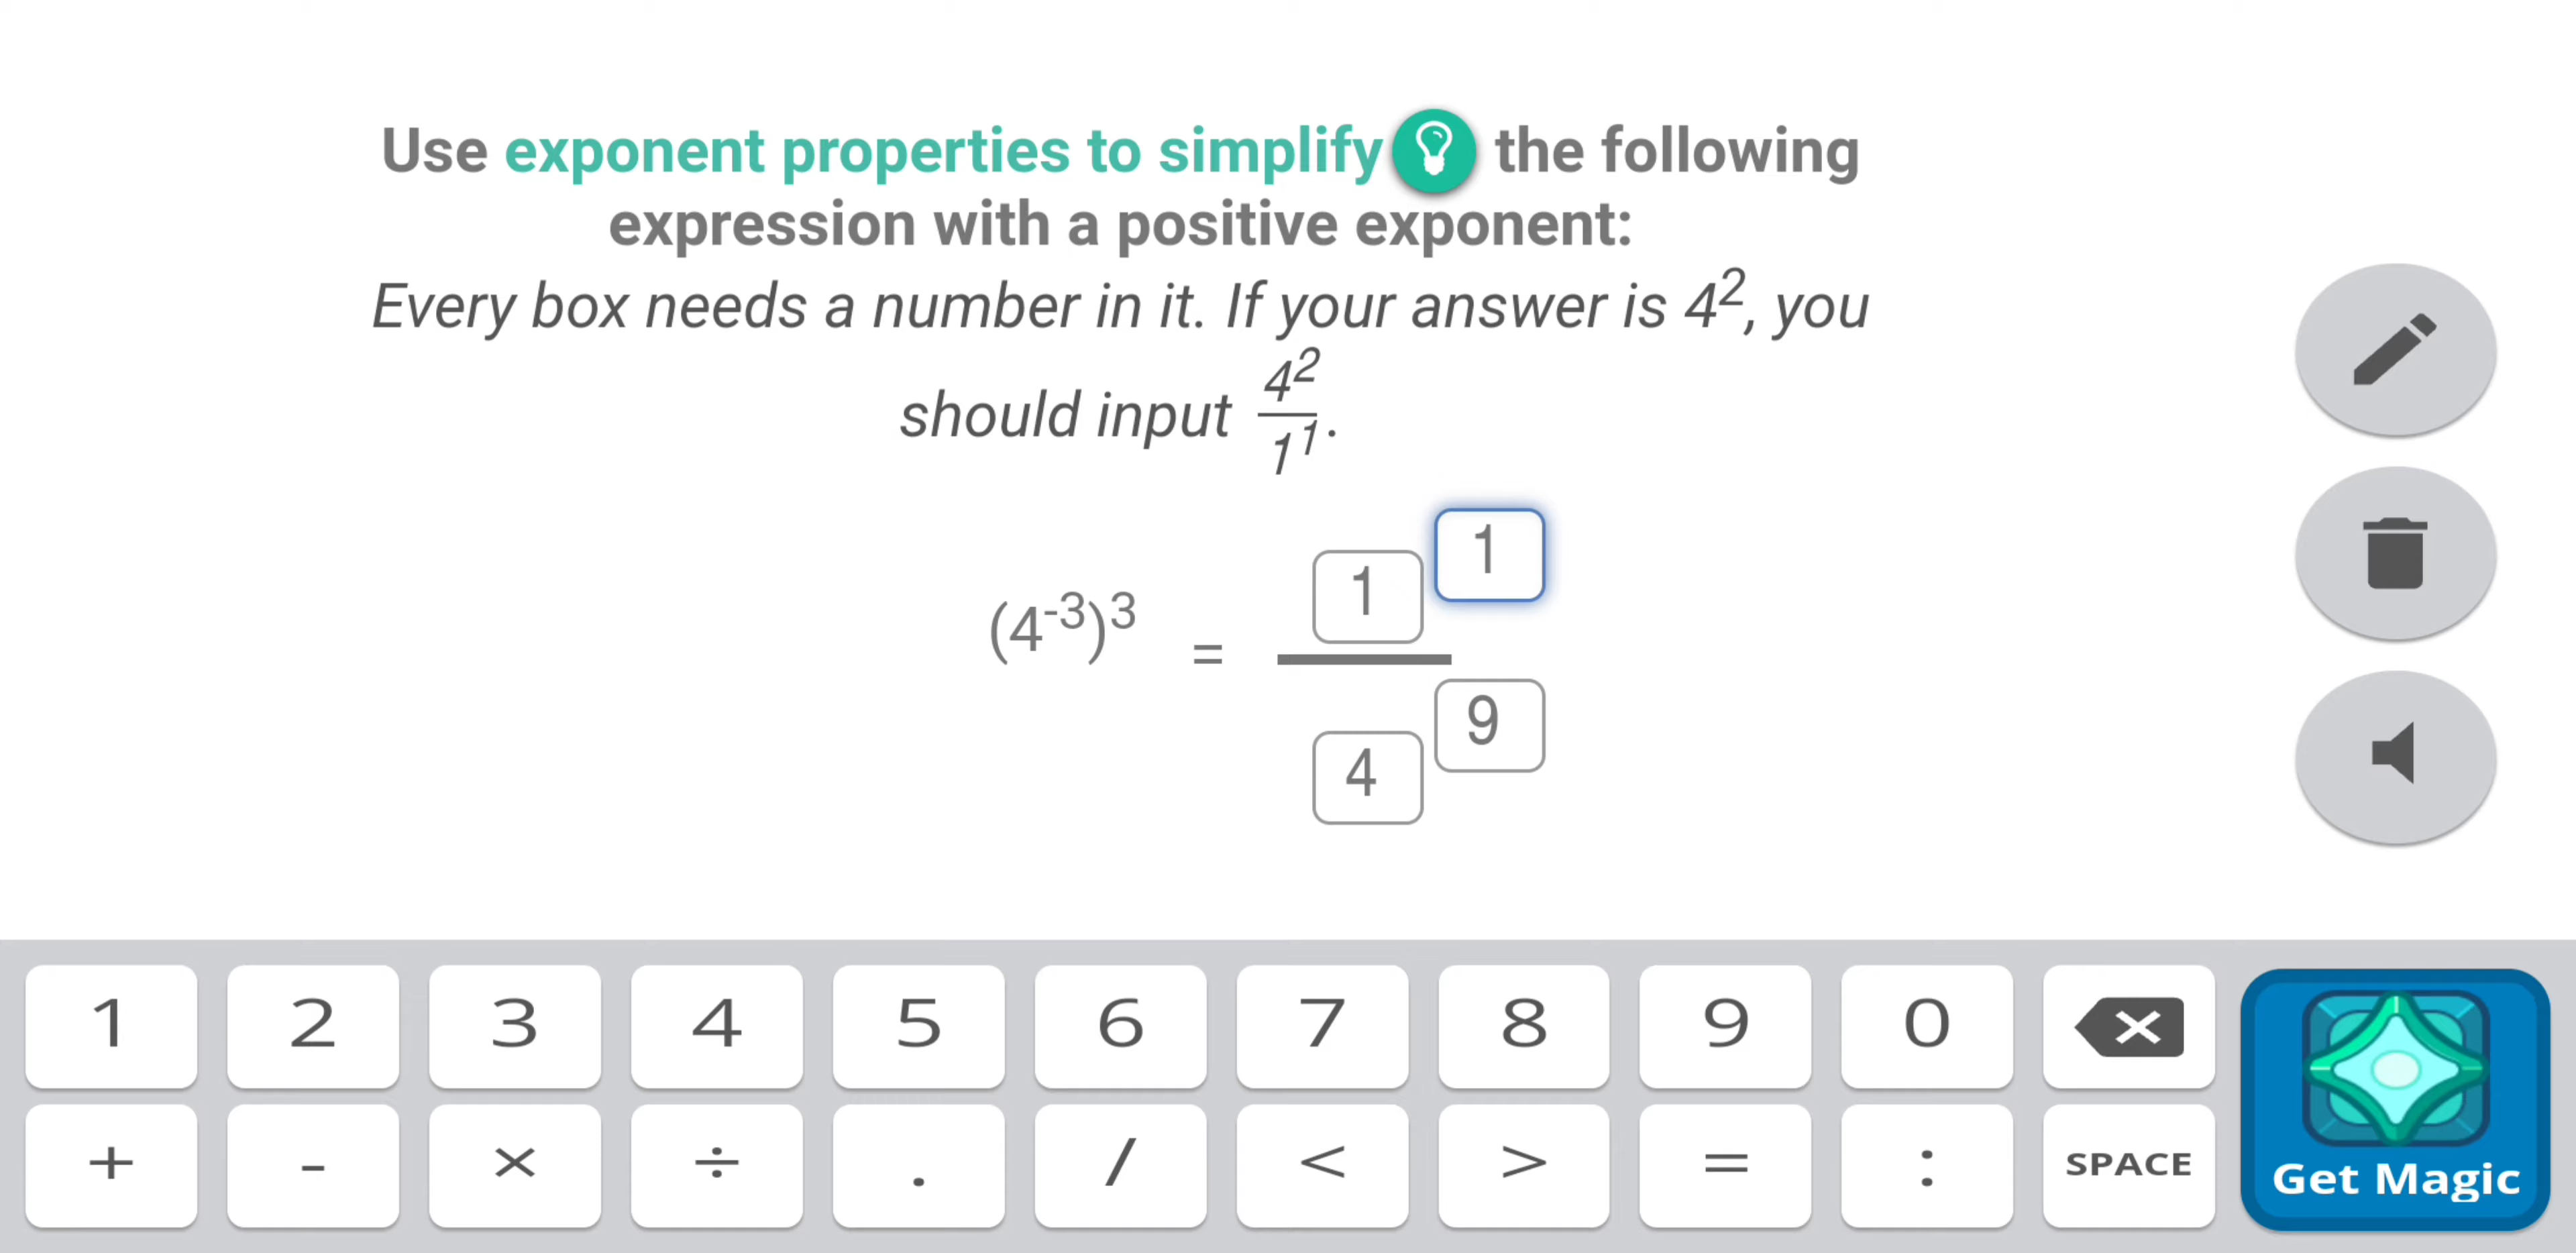 Use exponent properties to simplify the following
expression with a positive exponent:
Every box needs a number in it. If your answer is 4², you
should input 4²/1¹.
(4⁻³)³ = 1¹/4⁹
1 2 3 4 5 6 7 8 9 0
+ - × ÷ . / < > = : SPACE
Get Magic